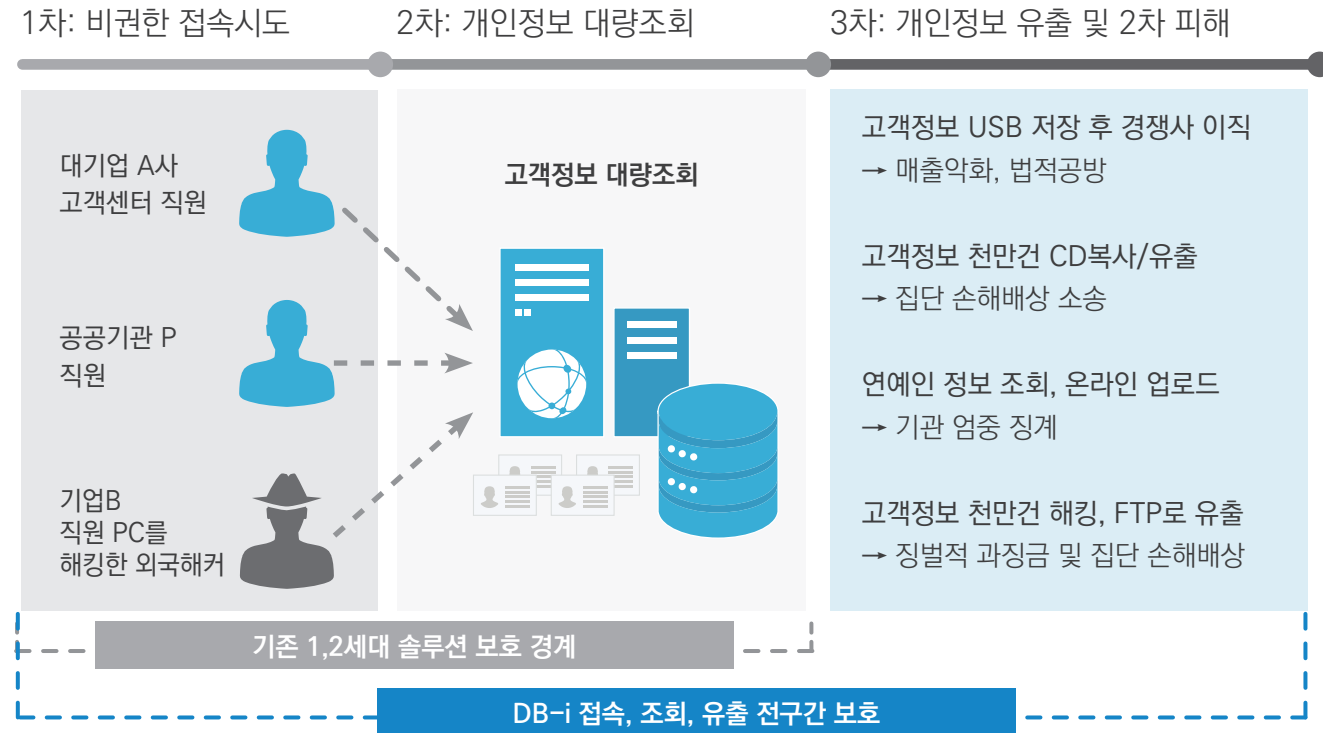 1차: 비권한 접속시도
2차: 개인정보 대량조회
3차: 개인정보 유출 및 2차 피해
대기업 A사
고객센터 직원
공공기관 P
직원
기업B
직원 PC를
해킹한 외국해커
고객정보 대량조회
고객정보 USB 저장 후 경쟁사 이직
→ 매출악화, 법적공방
고객정보 천만건 CD복사/유출
→ 집단 손해배상 소송
연예인 정보 조회, 온라인 업로드
→ 기관 엄중 징계
고객정보 천만건 해킹, FTP로 유출
→ 징벌적 과징금 및 집단 손해배상
기존 1,2세대 솔루션 보호 경계
DB-i 접속, 조회, 유출 전구간 보호